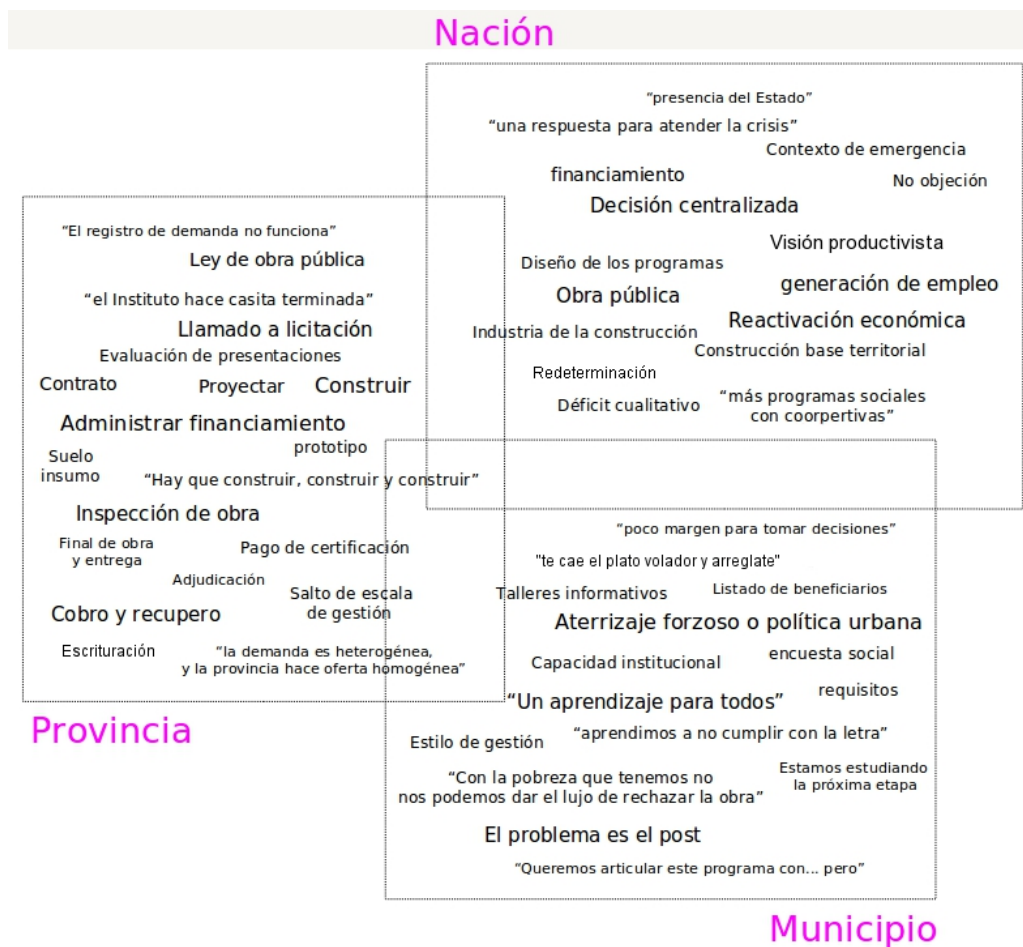 Nación
“presencia del Estado”
“una respuesta para atender la crisis”
Contexto de emergencia
financiamiento
No objeción
Decisión centralizada
Visión productivista
Diseño de los programas
generación de empleo
Obra pública
Reactivación económica
Industria de la construcción
Construcción base territorial
Redeterminación
Déficit cualitativo
“más programas sociales
con coorpertivas”
“El registro de demanda no funciona”
Ley de obra pública
“el Instituto hace casita terminada”
Llamado a licitación
Evaluación de presentaciones
Contrato
Proyectar
Construir
Administrar financiamiento
prototipo
Suelo
insumo
“Hay que construir, construir y construir”
Inspección de obra
Final de obra
y entrega
Pago de certificación
Adjudicación
Salto de escala
de gestión
Cobro y recupero
Escrituración
“la demanda es heterogénea,
y la provincia hace oferta homogénea”
Provincia
“poco margen para tomar decisiones”
"te cae el plato volador y arreglate"
Talleres informativos
Listado de beneficiarios
Aterrizaje forzoso o política urbana
Capacidad institucional
encuesta social
“Un aprendizaje para todos”
requisitos
Estilo de gestión
“aprendimos a no cumplir con la letra”
“Con la pobreza que tenemos no
nos podemos dar el lujo de rechazar la obra”
Estamos estudiando
la próxima etapa
El problema es el post
“Queremos articular este programa con... pero”
Municipio